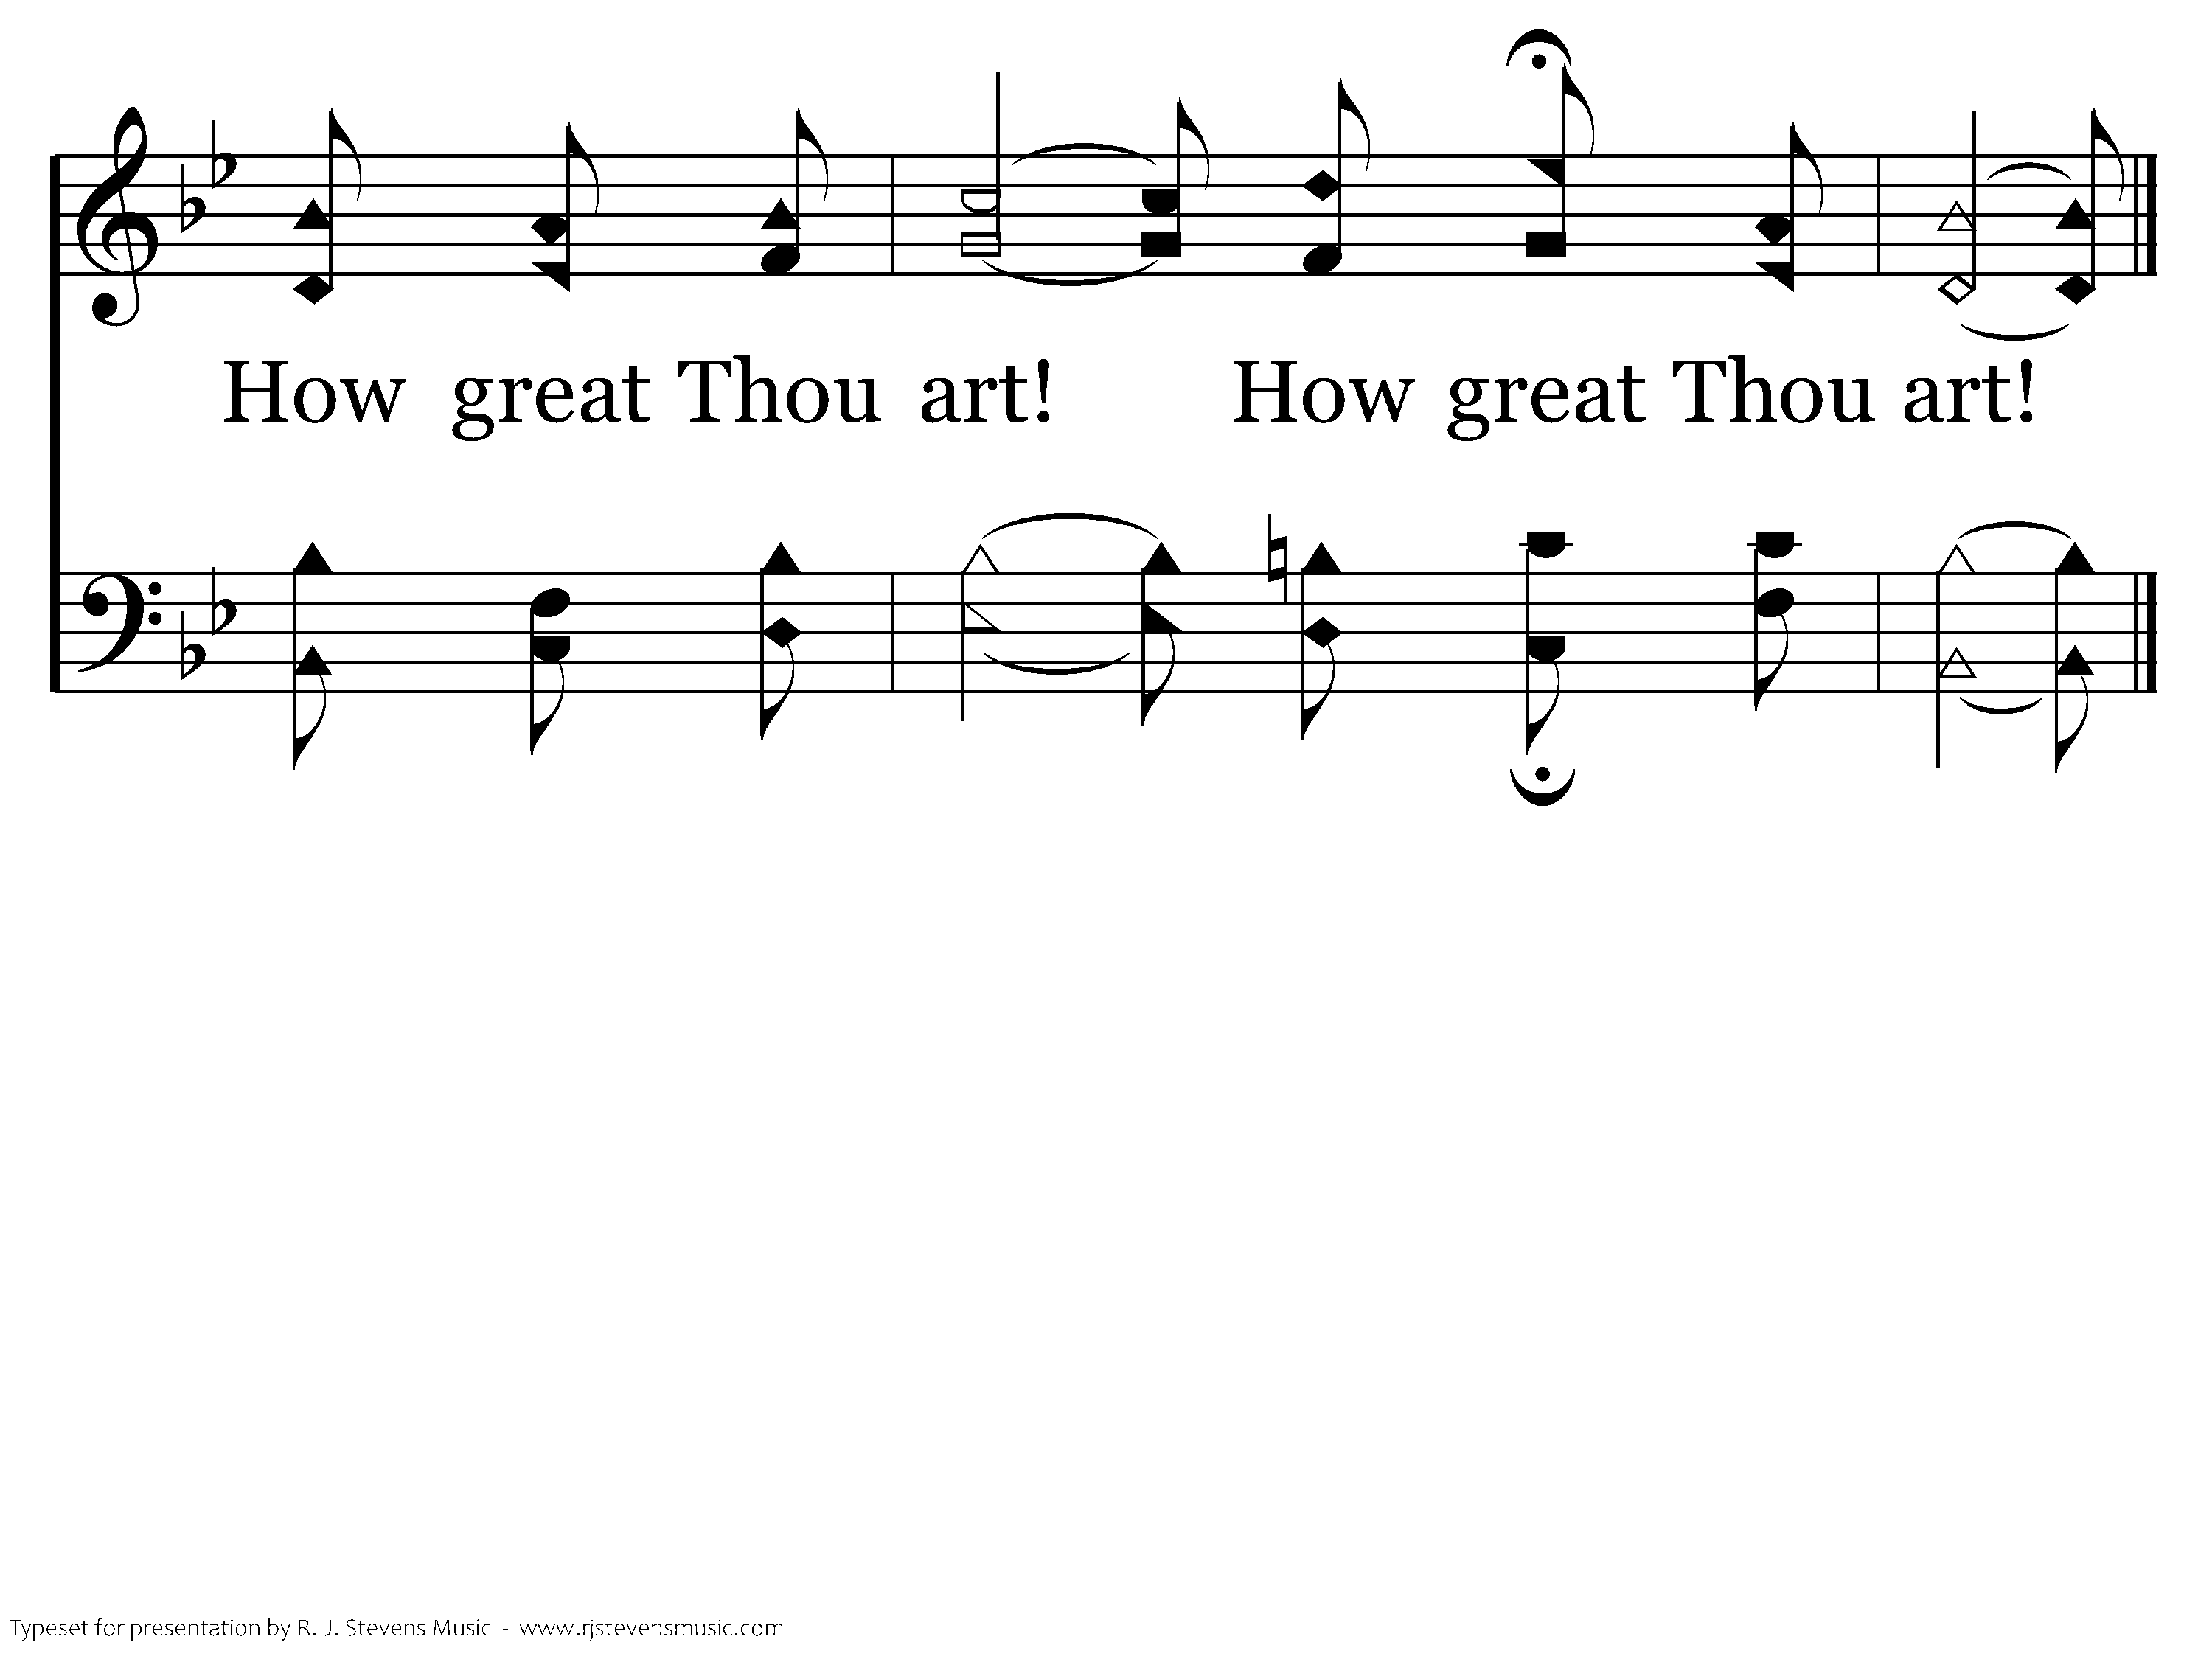 How great Thou art! How great Thou art!
Typeset for presentation by R. J. Stevens Music - www.rjstevensmusic.com